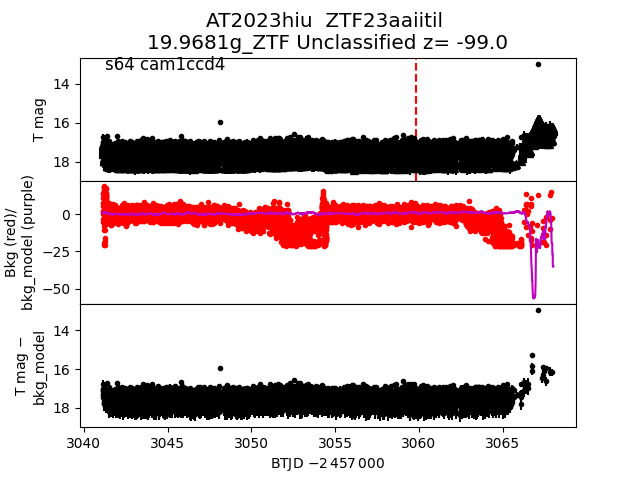 AT2023hiu  ZTF23aaiitil
19.9681g_ZTF Unclassified z= -99.0
s64 cam1ccd4
T mag
14
16
18
Bkg (red)/
bkg_model (purple)
0
−25
−50
T mag −
bkg_model
14
16
18
3040 3045 3050 3055 3060 3065
BTJD −2 457 000